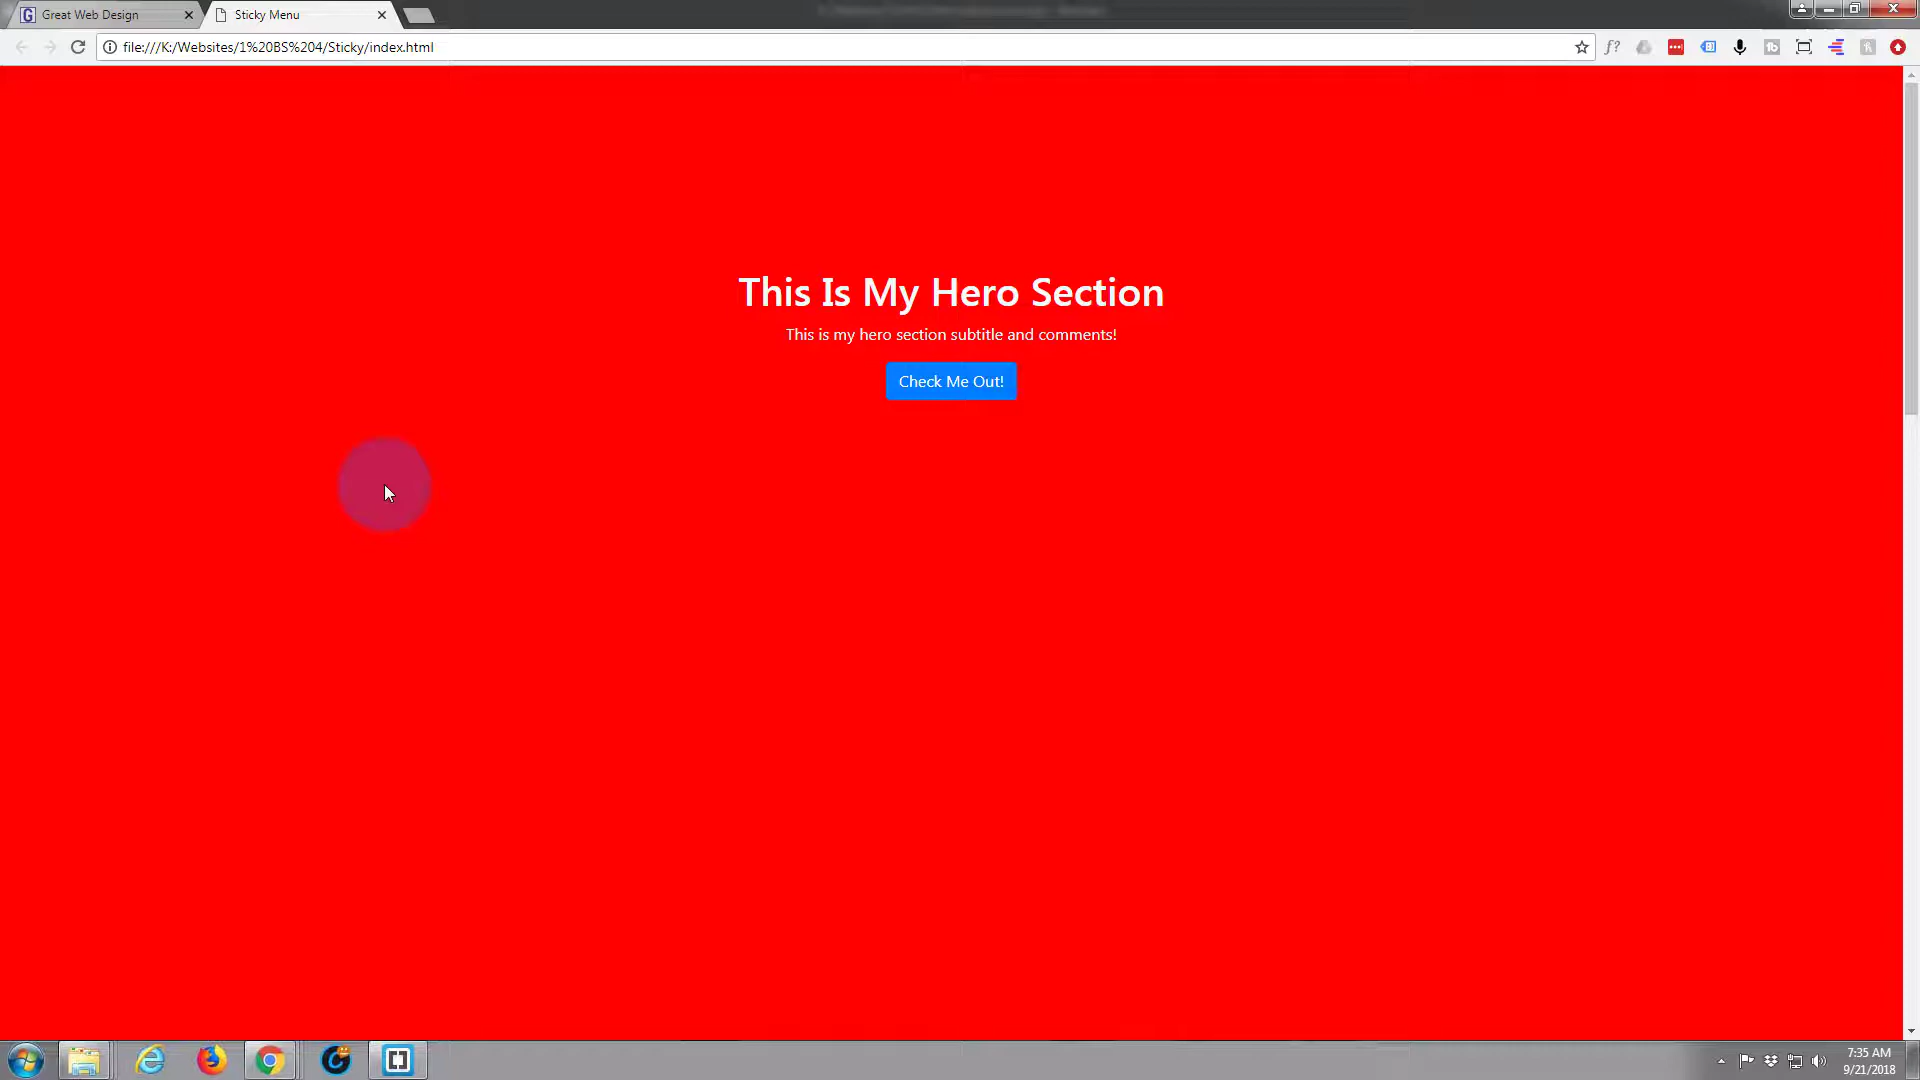 Great Web Design
Sticky Menu
file:///K:/Websites/1%20BS%204/Sticky/index.html
This Is My Hero Section
This is my hero section subtitle and comments!
Check Me Out!
7:35 AM
9/21/2018